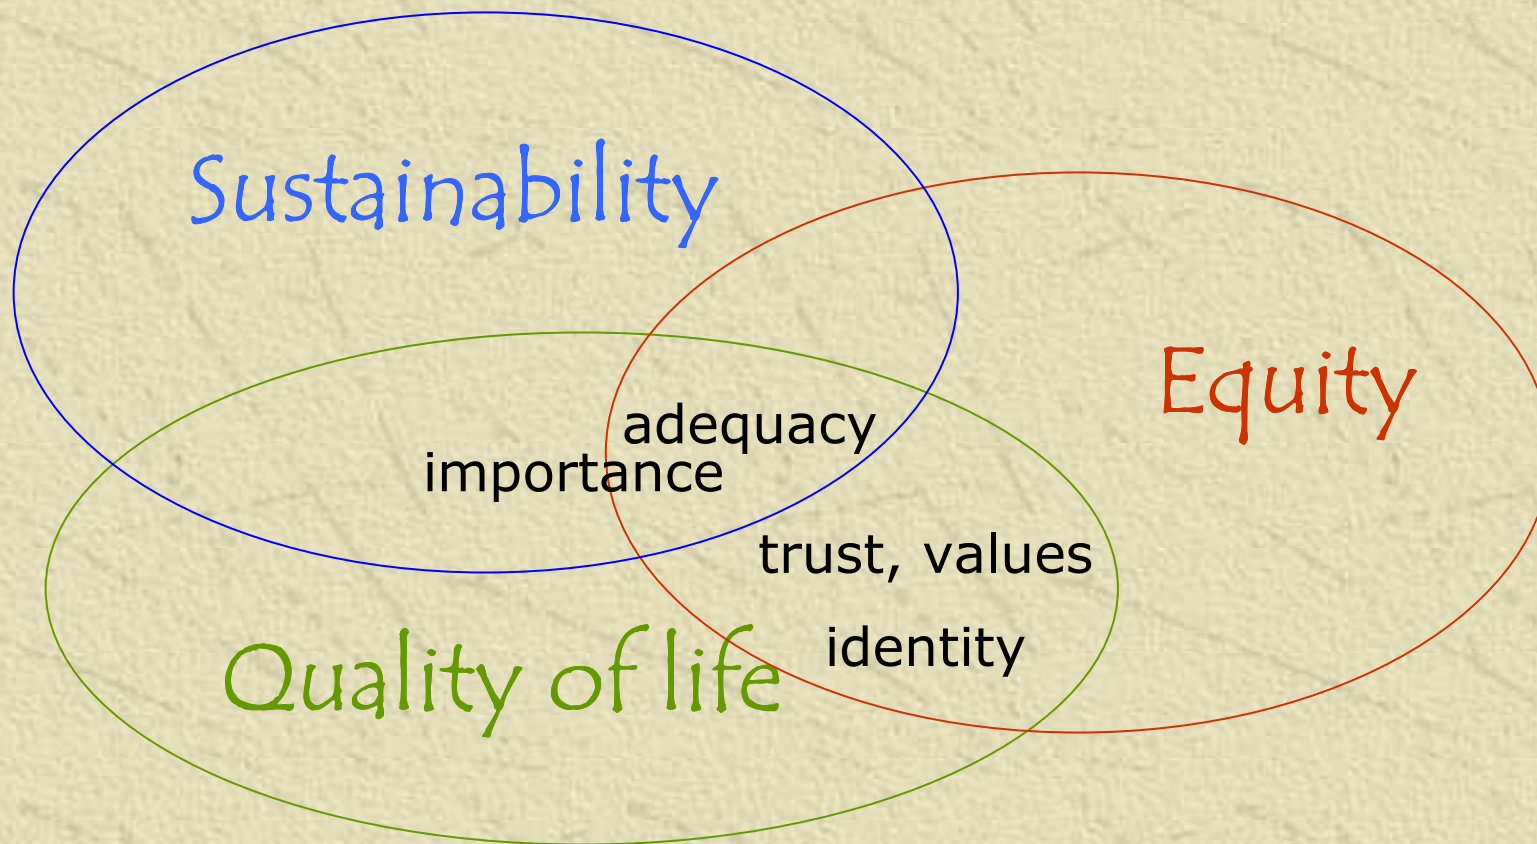 Sustainability
Equity
adequacy
importance
trust, values
identity
Quality of life